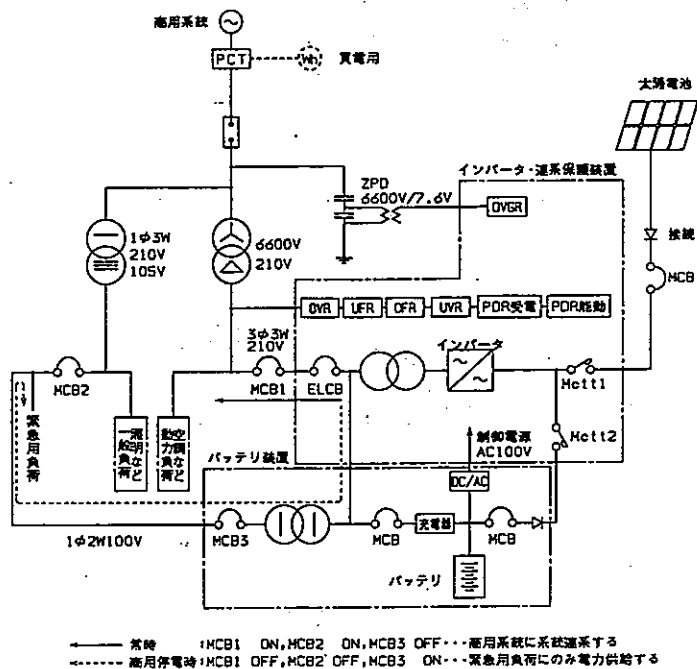 商用系統
PCT
Wh
買電用
太陽電池
インバータ・連系保護装置
ZPD
6600V/7.6V
OVGR
1φ3W
210V
105V
6600V
210V
接続
MCB
OVR
UFR
OFR
UVR
PDR受電
PDR能動
3φ3W
210V
インバータ
MCB2
MCB1
ELCB
Mctt1
Mctt2
緊急用負荷
一般負荷
照明など
動力負荷
空調など
制御電源
AC100V
バッテリ装置
DC/AC
1φ2W100V
MCB3
MCB
充電器
MCB
バッテリ
常時 :MCB1 ON,MCB2 ON,MCB3 OFF・・・商用系統に系統連系する
商用停電時:MCB1 OFF,MCB2 OFF,MCB3 ON・・・緊急用負荷にのみ電力供給する